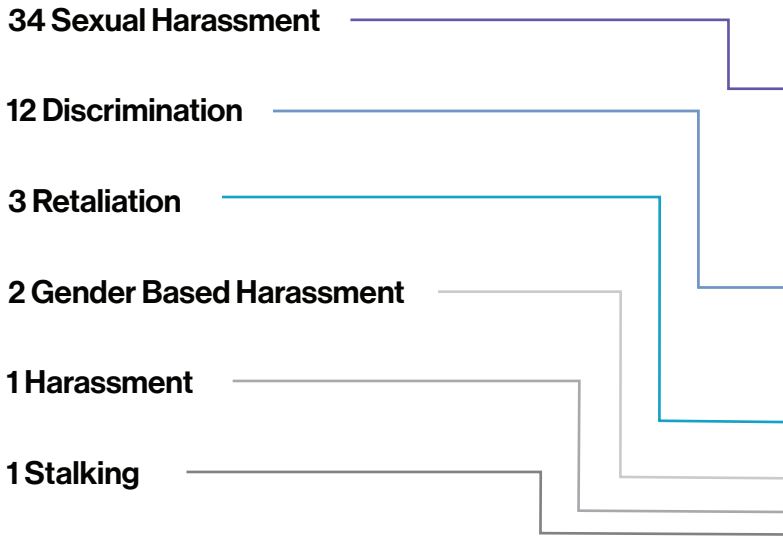 34 Sexual Harassment
12 Discrimination
3 Retaliation
2 Gender Based Harassment
1 Harassment
1 Stalking